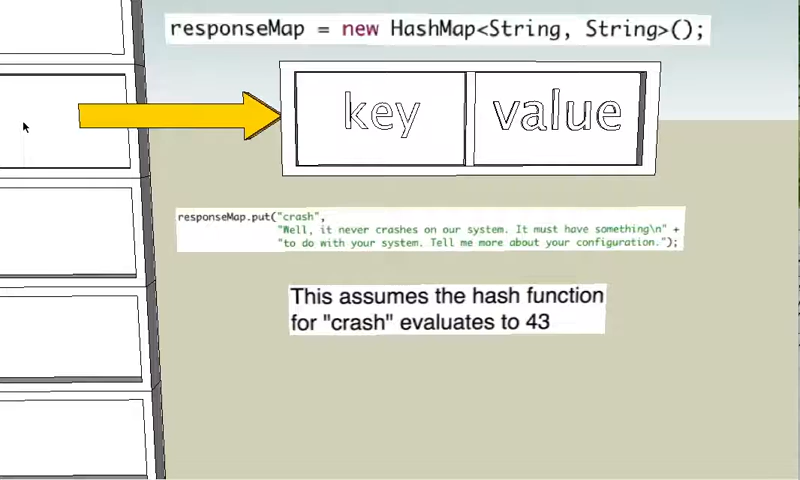 responseMap = new HashMap<String, String>();
key value
responseMap.put("crash",
"Well, it never crashes on our system. It must have something\n" +
"to do with your system. Tell me more about your configuration.");
This assumes the hash function
for "crash" evaluates to 43